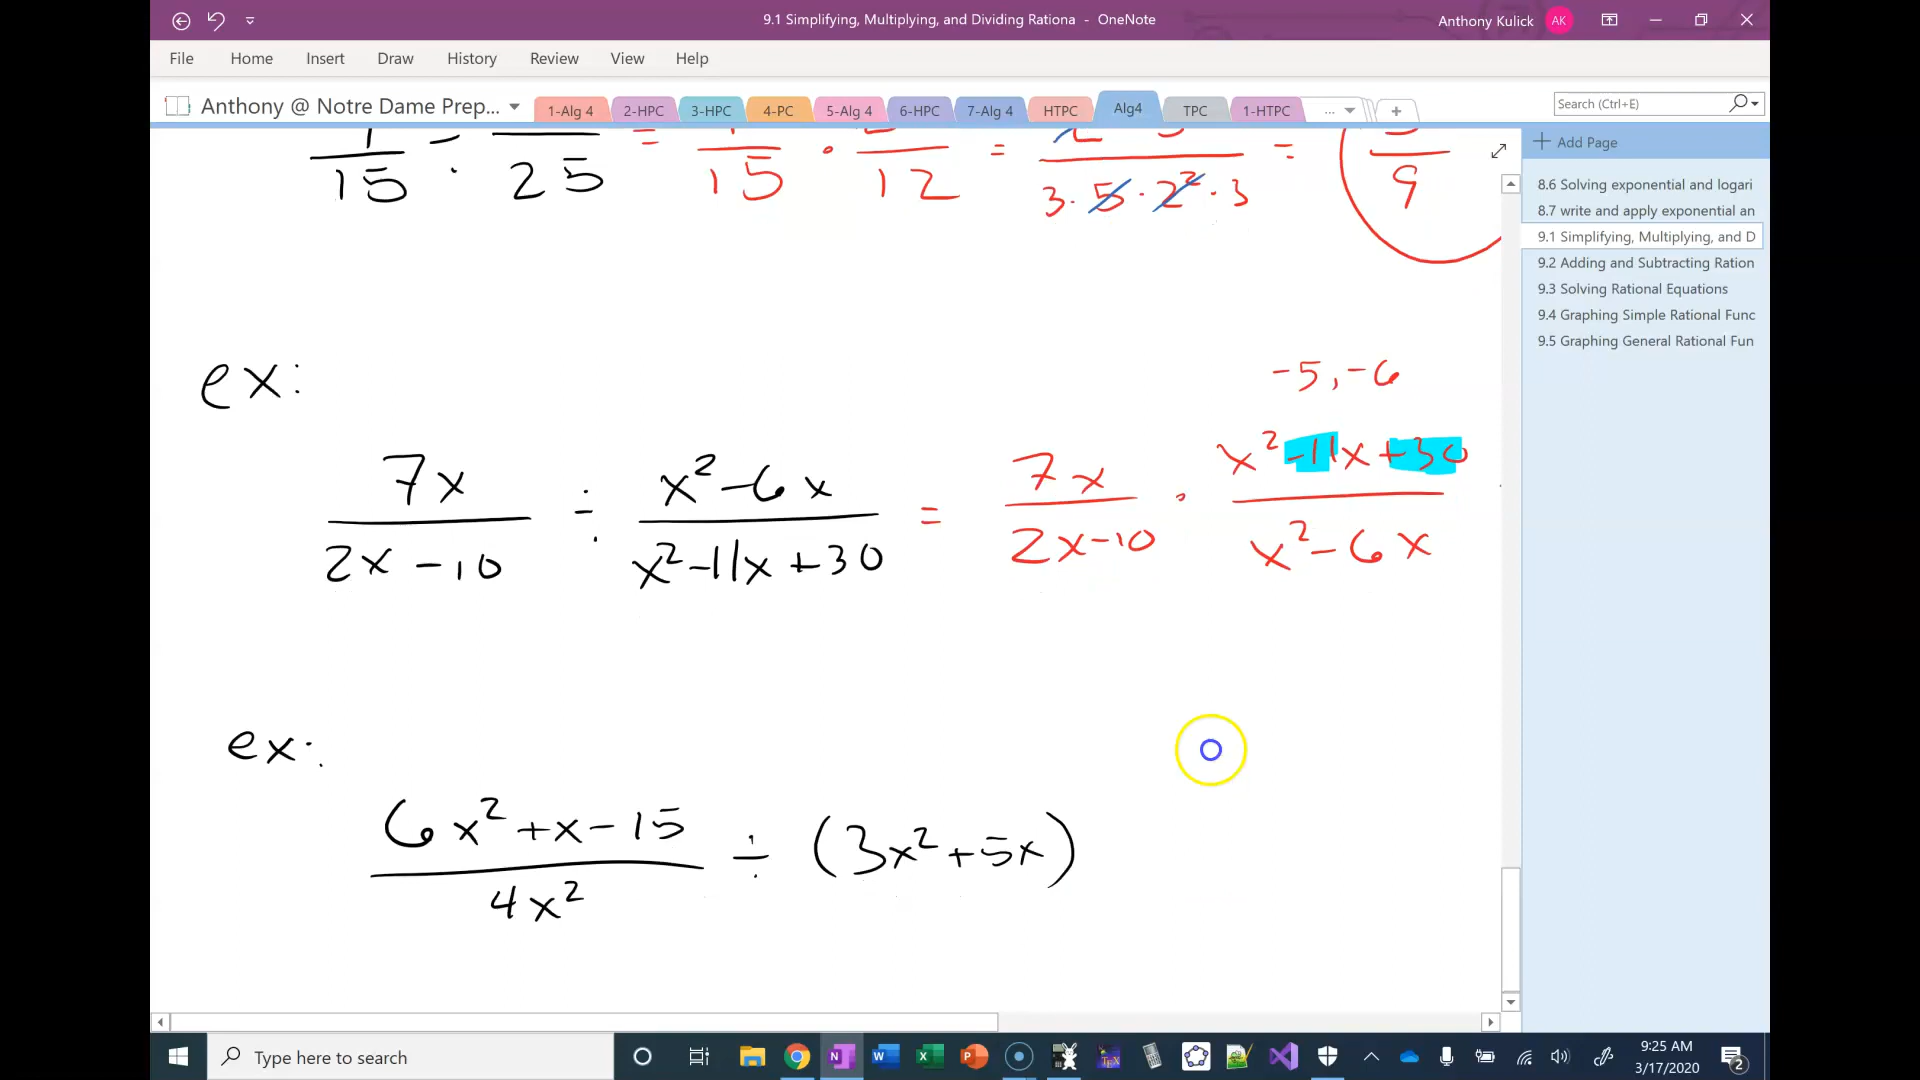 9.1 Simplifying, Multiplying, and Dividing Rationa - OneNote
Anthony Kulick AK
File Home Insert Draw History Review View Help
Anthony @ Notre Dame Prep...
1-Alg 4 2-HPC 3-HPC 4-PC 5-Alg 4 6-HPC 7-Alg 4 HTPC Alg4 TPC 1-HTPC ... +
Search (Ctrl+E)
Add Page
8.6 Solving exponential and logari
8.7 write and apply exponential an
9.1 Simplifying, Multiplying, and D
9.2 Adding and Subtracting Ration
9.3 Solving Rational Equations
9.4 Graphing Simple Rational Func
9.5 Graphing General Rational Fun
15 ÷ 25 = 15 · 12 = 3·5·2²·3 = 9
ex:
-5, -6
7x / 2x-10 ÷ x²-6x / x²-11x+30 = 7x / 2x-10 · x²-11x+30 / x²-6x
ex:
6x²+x-15 / 4x² ÷ (3x²+5x)
Type here to search
9:25 AM
3/17/2020
2